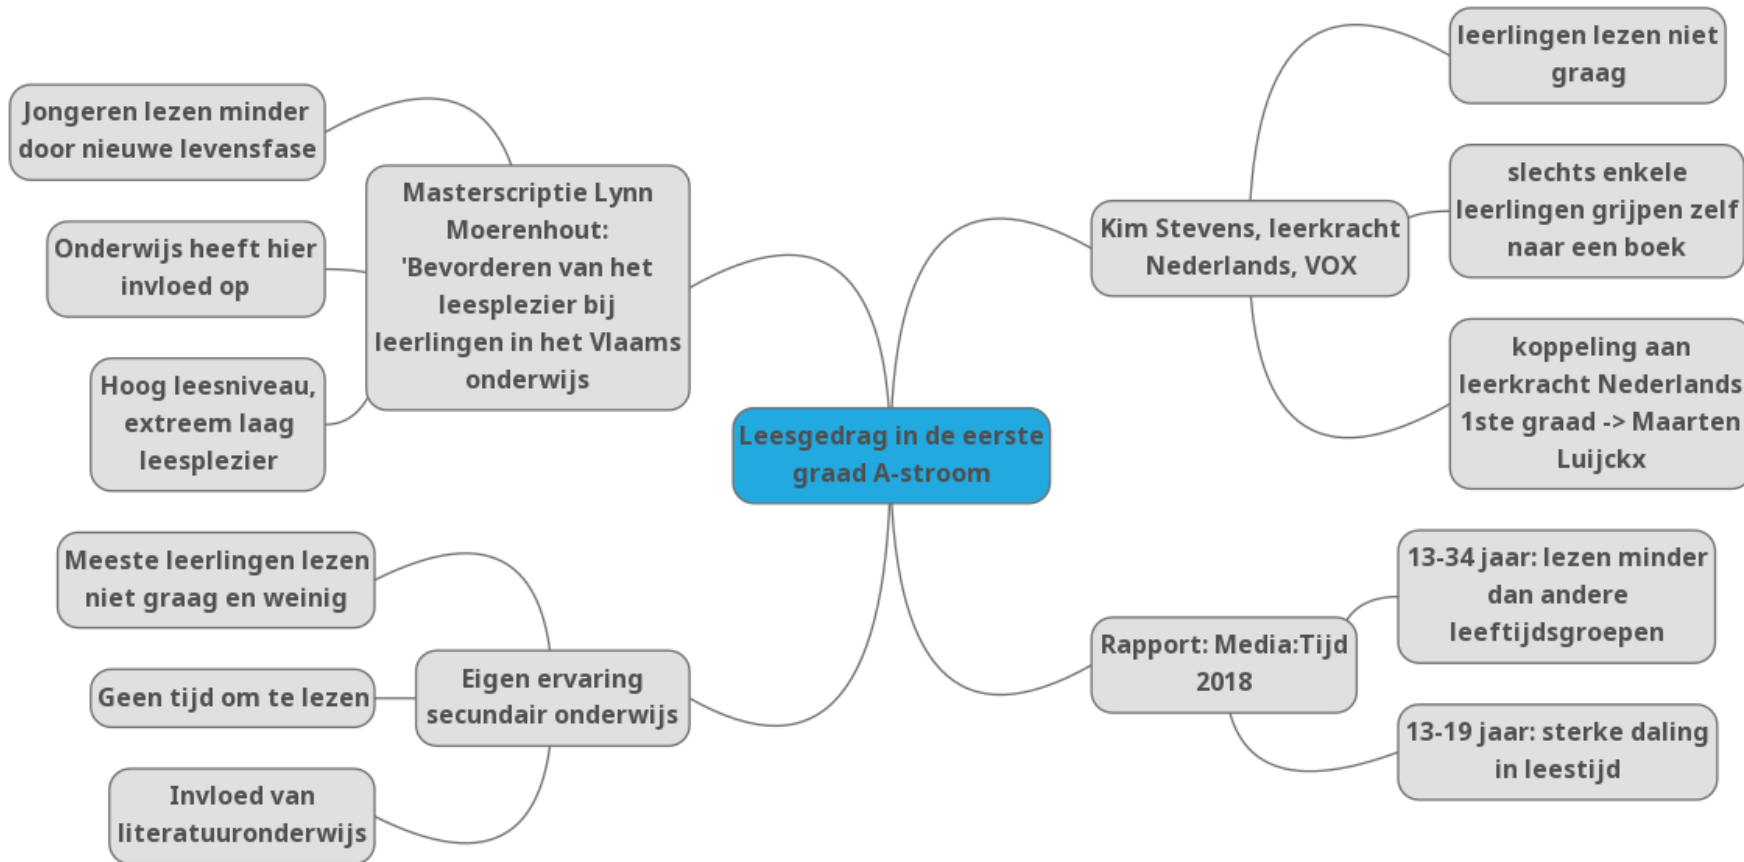 Leesgedrag in de eerste
graad A-stroom
Masterscriptie Lynn
Moerenhout:
'Bevorderen van het
leesplezier bij
leerlingen in het Vlaams
onderwijs
Jongeren lezen minder
door nieuwe levensfase
Onderwijs heeft hier
invloed op
Hoog leesniveau,
extreem laag
leesplezier
Eigen ervaring
secundair onderwijs
Meeste leerlingen lezen
niet graag en weinig
Geen tijd om te lezen
Invloed van
literatuuronderwijs
Kim Stevens, leerkracht
Nederlands, VOX
leerlingen lezen niet
graag
slechts enkele
leerlingen grijpen zelf
naar een boek
koppeling aan
leerkracht Nederlands
1ste graad -> Maarten
Luijckx
Rapport: Media:Tijd
2018
13-34 jaar: lezen minder
dan andere
leeftijdsgroepen
13-19 jaar: sterke daling
in leestijd